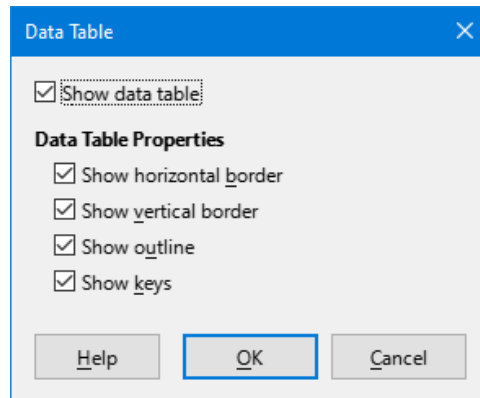 Data Table
Show data table
Data Table Properties
Show horizontal border
Show vertical border
Show outline
Show keys
Help OK Cancel